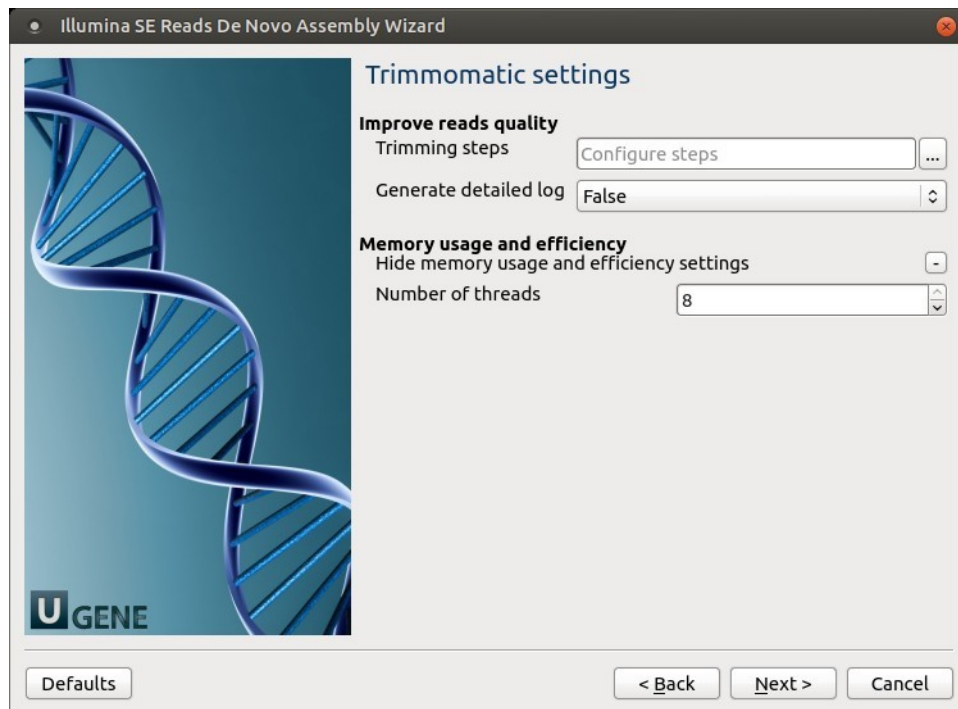 Illumina SE Reads De Novo Assembly Wizard
Trimmomatic settings
Improve reads quality
Trimming steps Configure steps ...
Generate detailed log False
Memory usage and efficiency
Hide memory usage and efficiency settings -
Number of threads 8
U GENE
Defaults < Back Next > Cancel